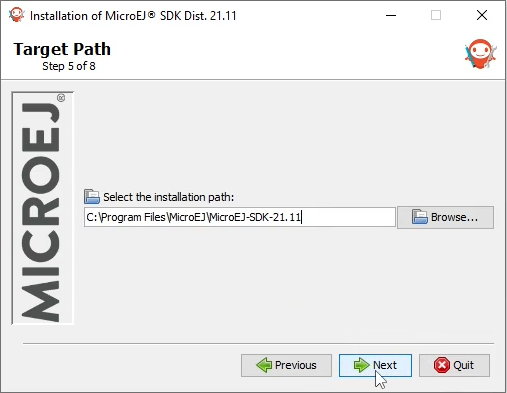 Installation of MicroEJ® SDK Dist. 21.11
Target Path
Step 5 of 8
MICROEJ®
Select the installation path:
C:\Program Files\MicroEJ\MicroEJ-SDK-21.11
Browse...
Previous
Next
Quit